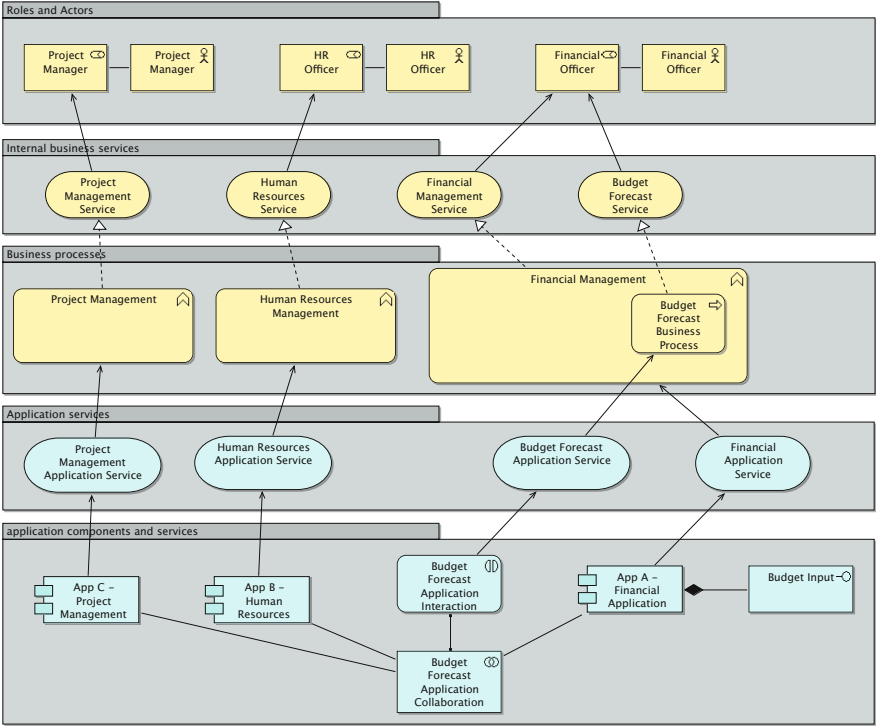 Roles and Actors
Project
Manager
Project
Manager
HR
Officer
HR
Officer
Financial
Officer
Financial
Officer
Internal business services
Project
Management
Service
Human
Resources
Service
Financial
Management
Service
Budget
Forecast
Service
Business processes
Project Management
Human Resources
Management
Financial Management
Budget
Forecast
Business
Process
Application services
Project
Management
Application Service
Human Resources
Application Service
Budget Forecast
Application Service
Financial
Application
Service
application components and services
App C –
Project
Management
App B –
Human
Resources
Budget
Forecast
Application
Interaction
App A –
Financial
Application
Budget Input
Budget
Forecast
Application
Collaboration